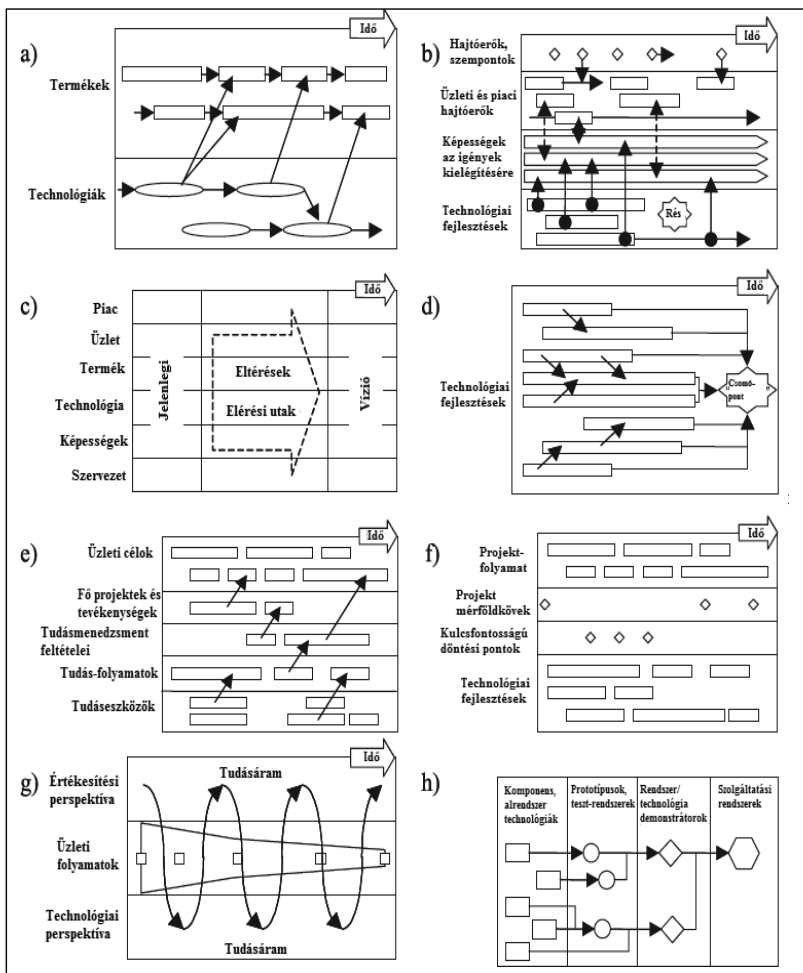 a)
Idő
Termékek
Technológiák
b)
Idő
Hajtóerők,
szempontok
Üzleti és piaci
hajtóerők
Képességek
az igények
kielégítésére
Technológiai
fejlesztések
Rés
c)
Idő
Piac
Üzlet
Termék
Technológia
Képességek
Szervezet
Jelenlegi
Eltérések
Elérési utak
Vízió
d)
Idő
Technológiai
fejlesztések
"Csomó-
pont"
e)
Idő
Üzleti célok
Fő projektek és
tevékenységek
Tudásmenedzsment
feltételei
Tudás-folyamatok
Tudáseszközök
f)
Idő
Projekt-
folyamat
Projekt
mérföldkövek
Kulcsfontosságú
döntési pontok
Technológiai
fejlesztések
g)
Idő
Értékesítési
perspektíva
Tudásáram
Üzleti
folyamatok
Technológiai
perspektíva
Tudásáram
h)
Komponens,
alrendszer
technológiák
Prototípusok,
teszt-rendszerek
Rendszer/
technológia
demonstrátorok
Szolgáltatási
rendszerek